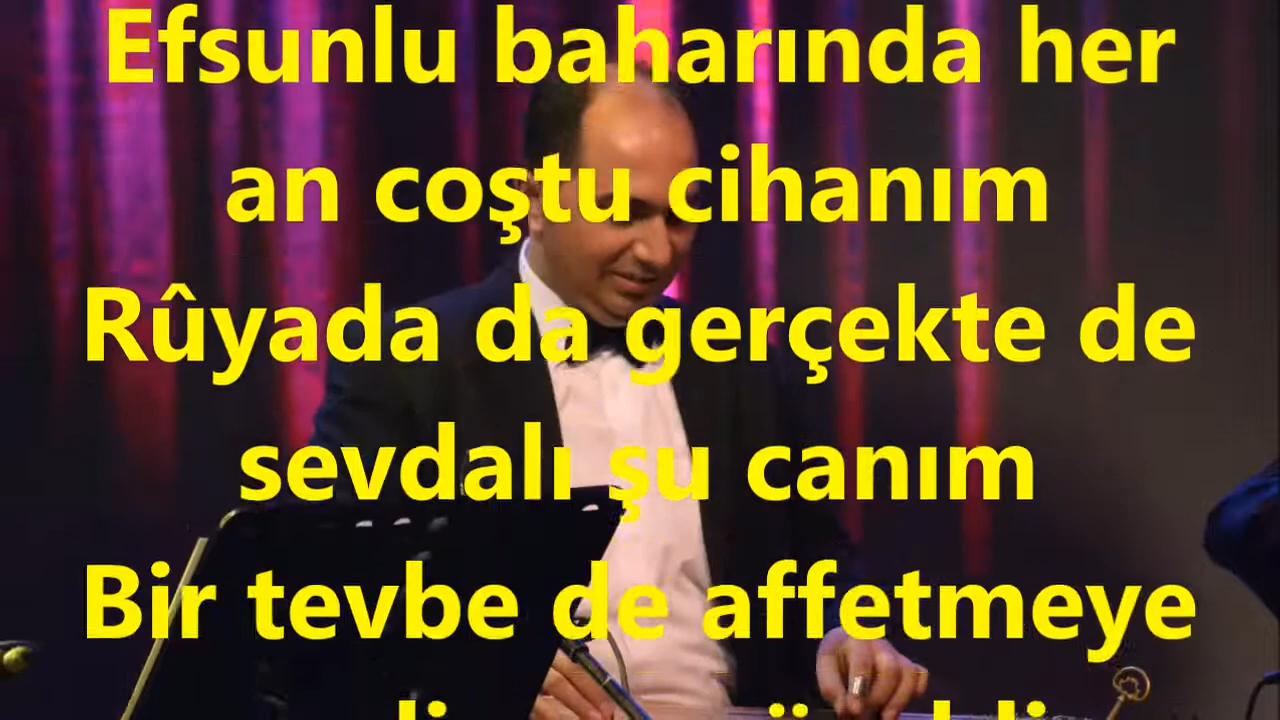 Efsunlu baharında her
an coştu cihanım
Rûyada da gerçekte de
sevdalı şu canım
Bir tevbe de affetmeye